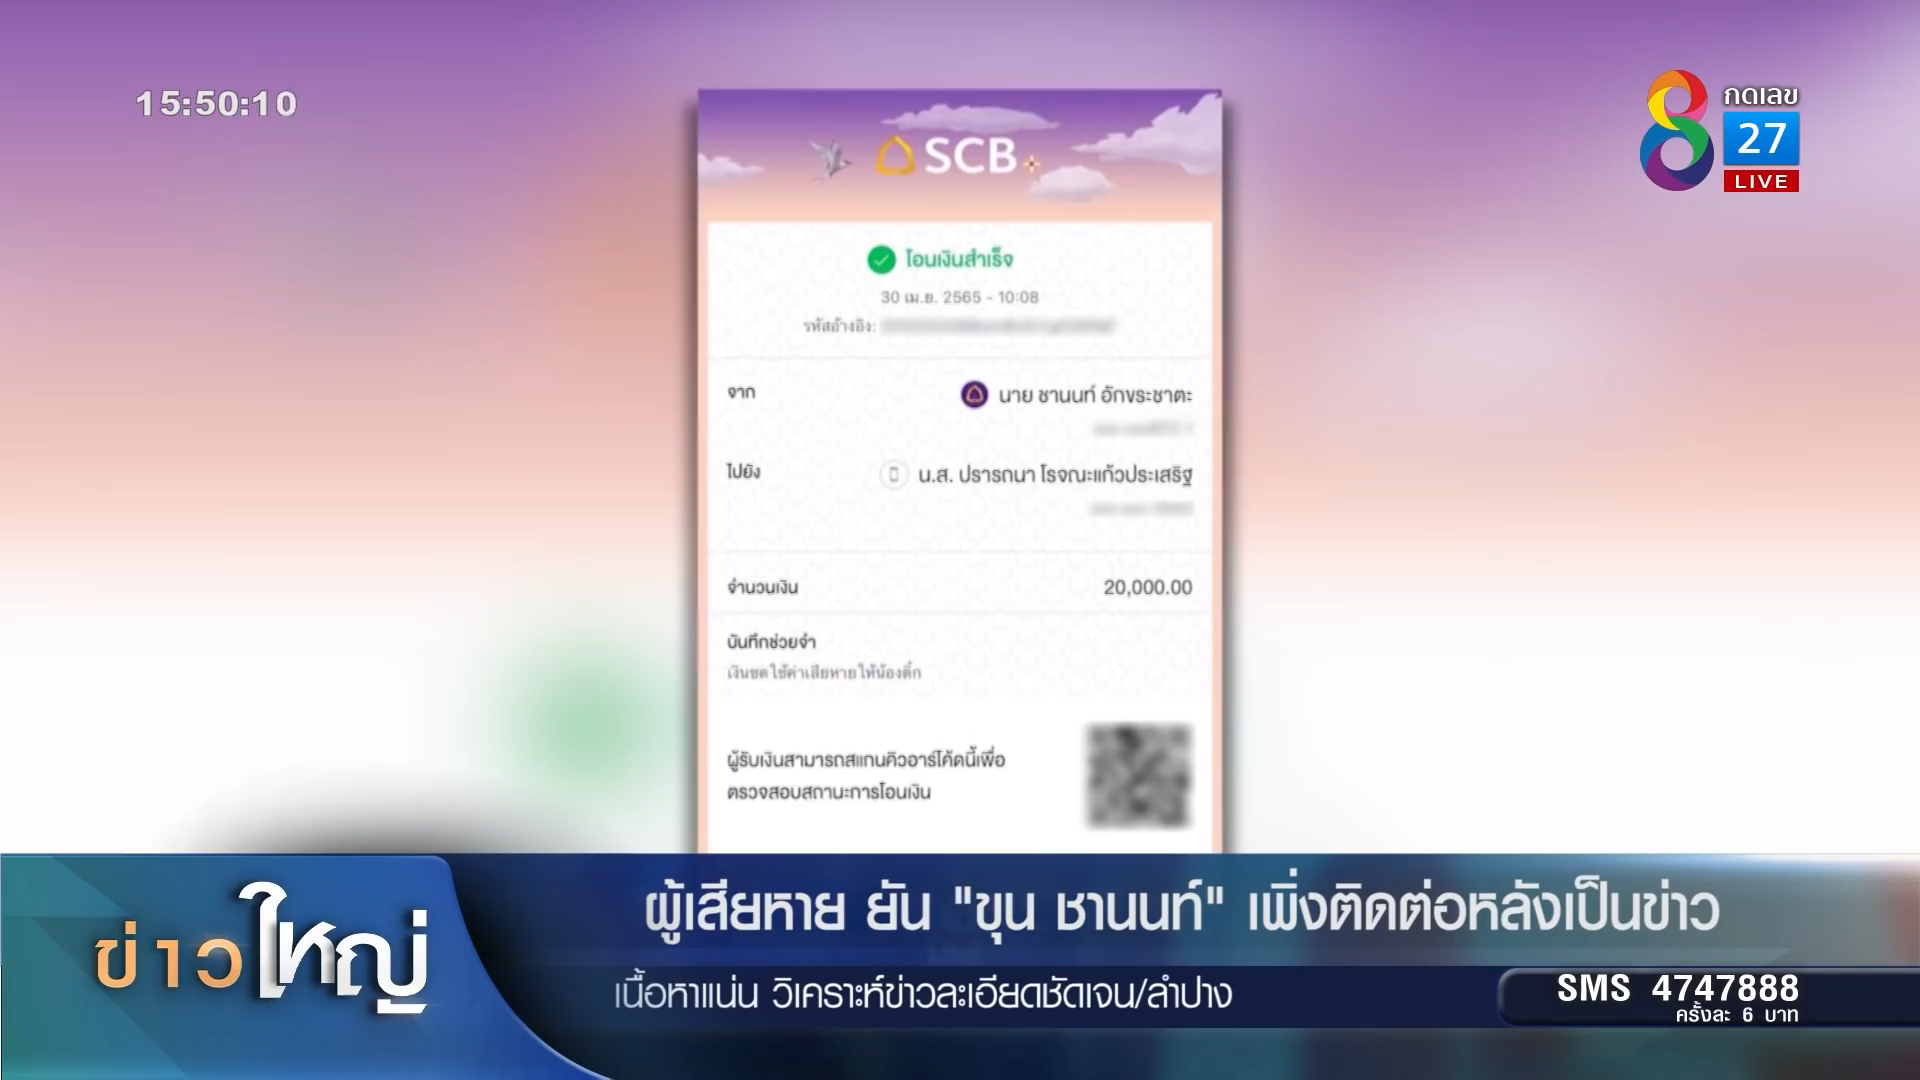 15:50:10
กดเลข
8
27
LIVE
SCB
โอนเงินสำเร็จ
30 เม.ย. 2565 - 10:08
รหัสอ้างอิง:
จาก
นาย ชานนท์ อักขระชาตะ
ไปยัง
น.ส. ปรารถนา โรจณะแก้วประเสริฐ
จำนวนเงิน
20,000.00
บันทึกช่วยจำ
เงินชดใช้ค่าเสียหายให้น้องติ๊ก
ผู้รับเงินสามารถสแกนคิวอาร์โค้ดนี้เพื่อ
ตรวจสอบสถานะการโอนเงิน
ข่าวใหญ่
ผู้เสียหาย ยัน "ขุน ชานนท์" เพิ่งติดต่อหลังเป็นข่าว
เนื้อหาแน่น วิเคราะห์ข่าวละเอียดชัดเจน/ลำปาง
SMS 4747888
ครั้งละ 6 บาท